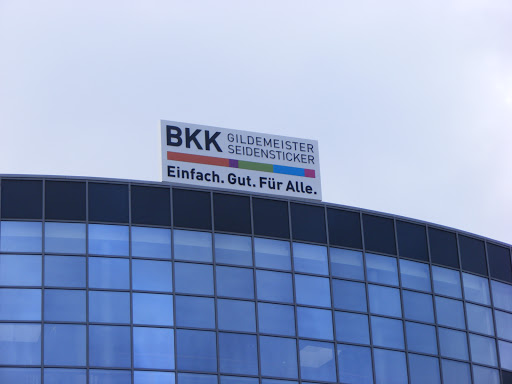 BKK GILDEMEISTER
SEIDENSTICKER
Einfach. Gut. Für Alle.